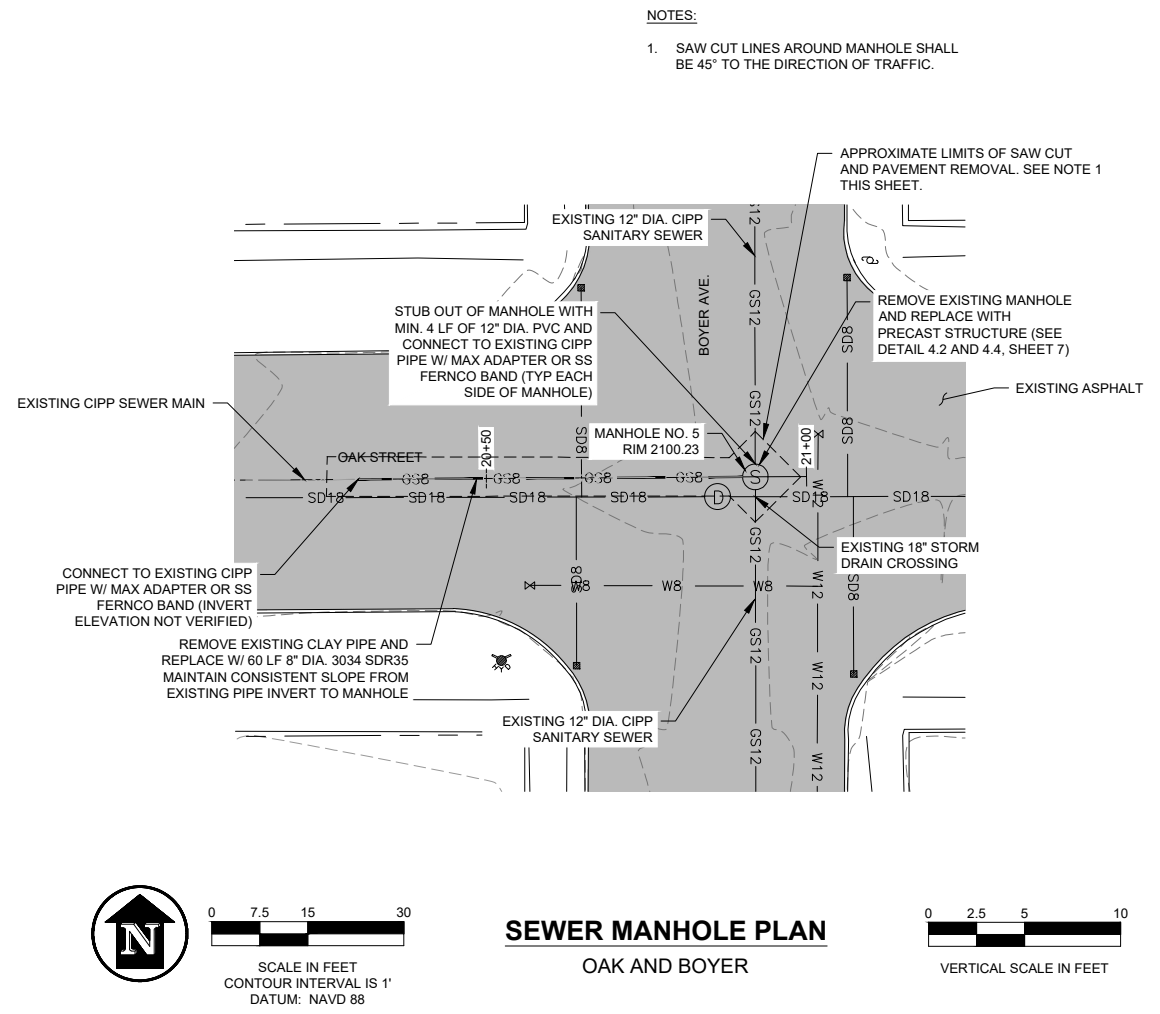 NOTES:
1. SAW CUT LINES AROUND MANHOLE SHALL
BE 45° TO THE DIRECTION OF TRAFFIC.
APPROXIMATE LIMITS OF SAW CUT
AND PAVEMENT REMOVAL. SEE NOTE 1
THIS SHEET.
EXISTING 12" DIA. CIPP
SANITARY SEWER
GS12
GS12
GS12
BOYER AVE.
STUB OUT OF MANHOLE WITH
MIN. 4 LF OF 12" DIA. PVC AND
CONNECT TO EXISTING CIPP
PIPE W/ MAX ADAPTER OR SS
FERNCO BAND (TYP EACH
SIDE OF MANHOLE)
REMOVE EXISTING MANHOLE
AND REPLACE WITH
PRECAST STRUCTURE (SEE
DETAIL 4.2 AND 4.4, SHEET 7)
SD8
EXISTING ASPHALT
EXISTING CIPP SEWER MAIN
SD8
SD8
MANHOLE NO. 5
RIM 2100.23
20+50
21+00
OAK STREET
GS8
GS8
GS8
GS8
S
W12
SD18
SD18
SD18
SD18
D
SD18
SD18
GS12
EXISTING 18" STORM
DRAIN CROSSING
CONNECT TO EXISTING CIPP
PIPE W/ MAX ADAPTER OR SS
FERNCO BAND (INVERT
ELEVATION NOT VERIFIED)
SD8
W8
W8
W8
W12
SD8
REMOVE EXISTING CLAY PIPE AND
REPLACE W/ 60 LF 8" DIA. 3034 SDR35
MAINTAIN CONSISTENT SLOPE FROM
EXISTING PIPE INVERT TO MANHOLE
GS12
W12
EXISTING 12" DIA. CIPP
SANITARY SEWER
GS12
W12
N
0 7.5 15 30
SCALE IN FEET
CONTOUR INTERVAL IS 1'
DATUM: NAVD 88
SEWER MANHOLE PLAN
OAK AND BOYER
0 2.5 5 10
VERTICAL SCALE IN FEET